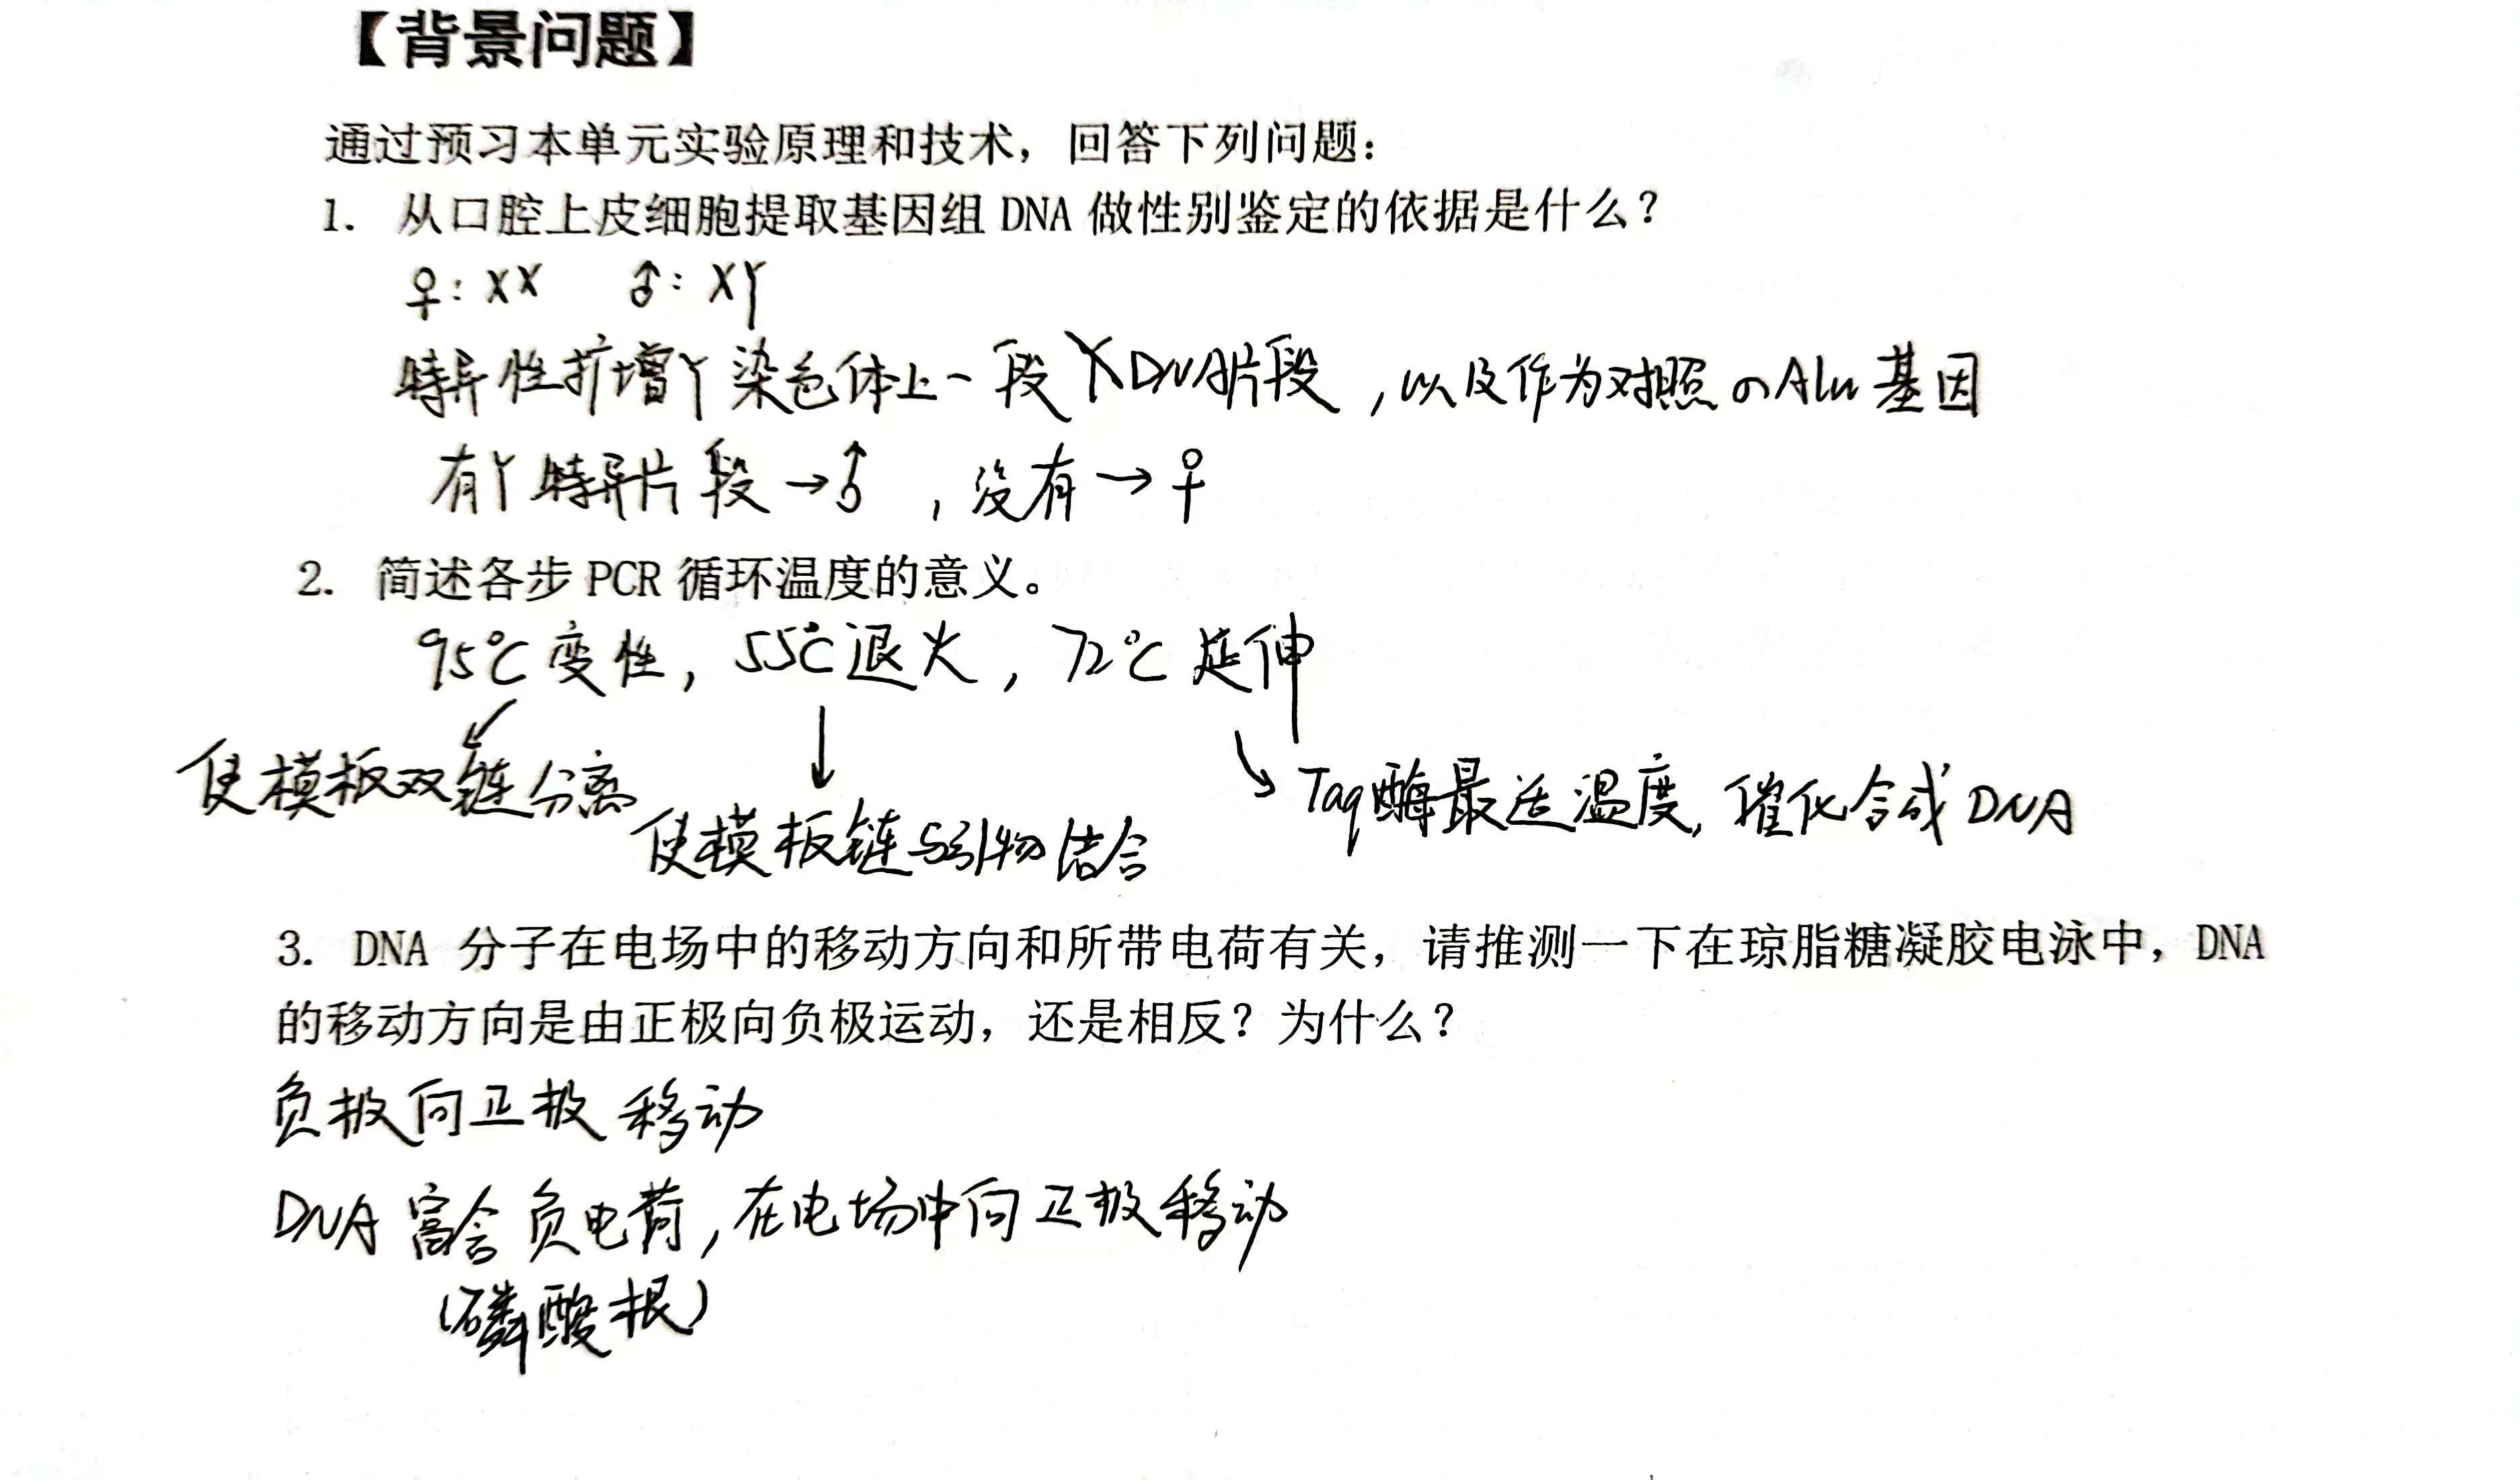 【背景问题】
通过预习本单元实验原理和技术，回答下列问题：
1. 从口腔上皮细胞提取基因组 DNA 做性别鉴定的依据是什么？
♀: XX ♂: XY
特异性扩增Y染色体上一段DNA片段，以及作为对照のAlu基因
有Y特异片段→♂，没有→♀
2. 简述各步 PCR 循环温度的意义。
95℃变性，55℃退火，72℃延伸
使模板双链分离
使模板链与引物结合
Taq酶最适温度，催化合成DNA
3. DNA 分子在电场中的移动方向和所带电荷有关，请推测一下在琼脂糖凝胶电泳中，DNA
的移动方向是由正极向负极运动，还是相反？为什么？
负极向正极移动
DNA富含负电荷，在电场中向正极移动
（磷酸根）